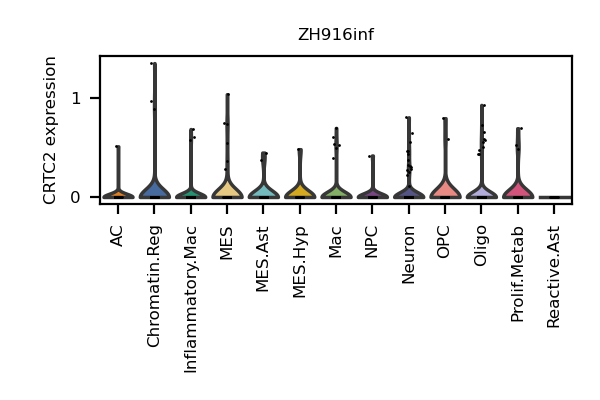 ZH916inf
CRTC2 expression
1
0
AC
Chromatin.Reg
Inflammatory.Mac
MES
MES.Ast
MES.Hyp
Mac
NPC
Neuron
OPC
Oligo
Prolif.Metab
Reactive.Ast